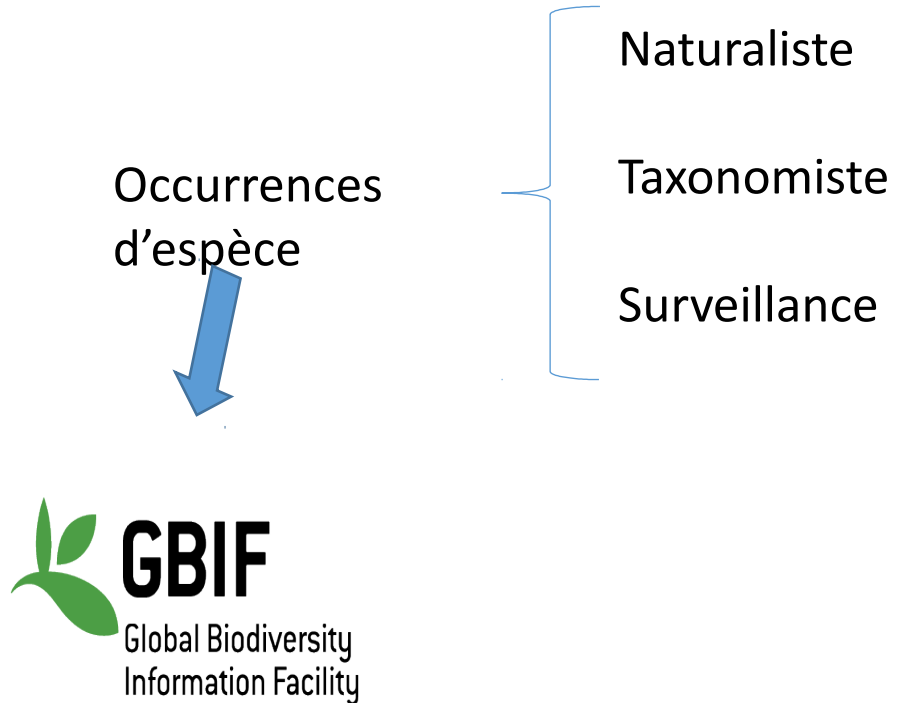 Naturaliste
Taxonomiste
Occurrences
d’espèce
Surveillance
GBIF
Global Biodiversity
Information Facility